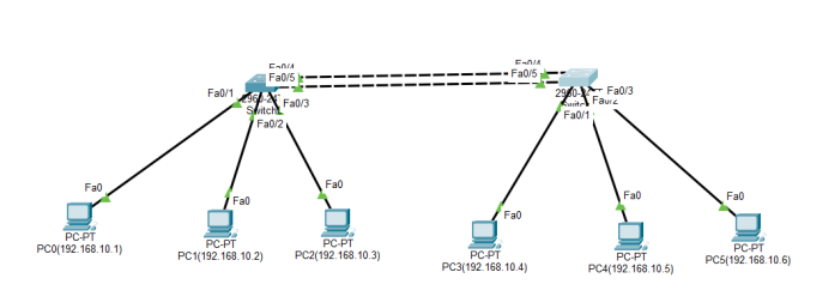 Fa0/4
Fa0/5
Fa0/4
Fa0/5
Fa0/1
Fa0/3
Fa0/2
Fa0/3
Fa0/1
Fa0
Fa0
Fa0
Fa0
Fa0
Fa0
PC-PT
PC0(192.168.10.1)
PC-PT
PC1(192.168.10.2)
PC-PT
PC2(192.168.10.3)
PC-PT
PC3(192.168.10.4)
PC-PT
PC4(192.168.10.5)
PC-PT
PC5(192.168.10.6)